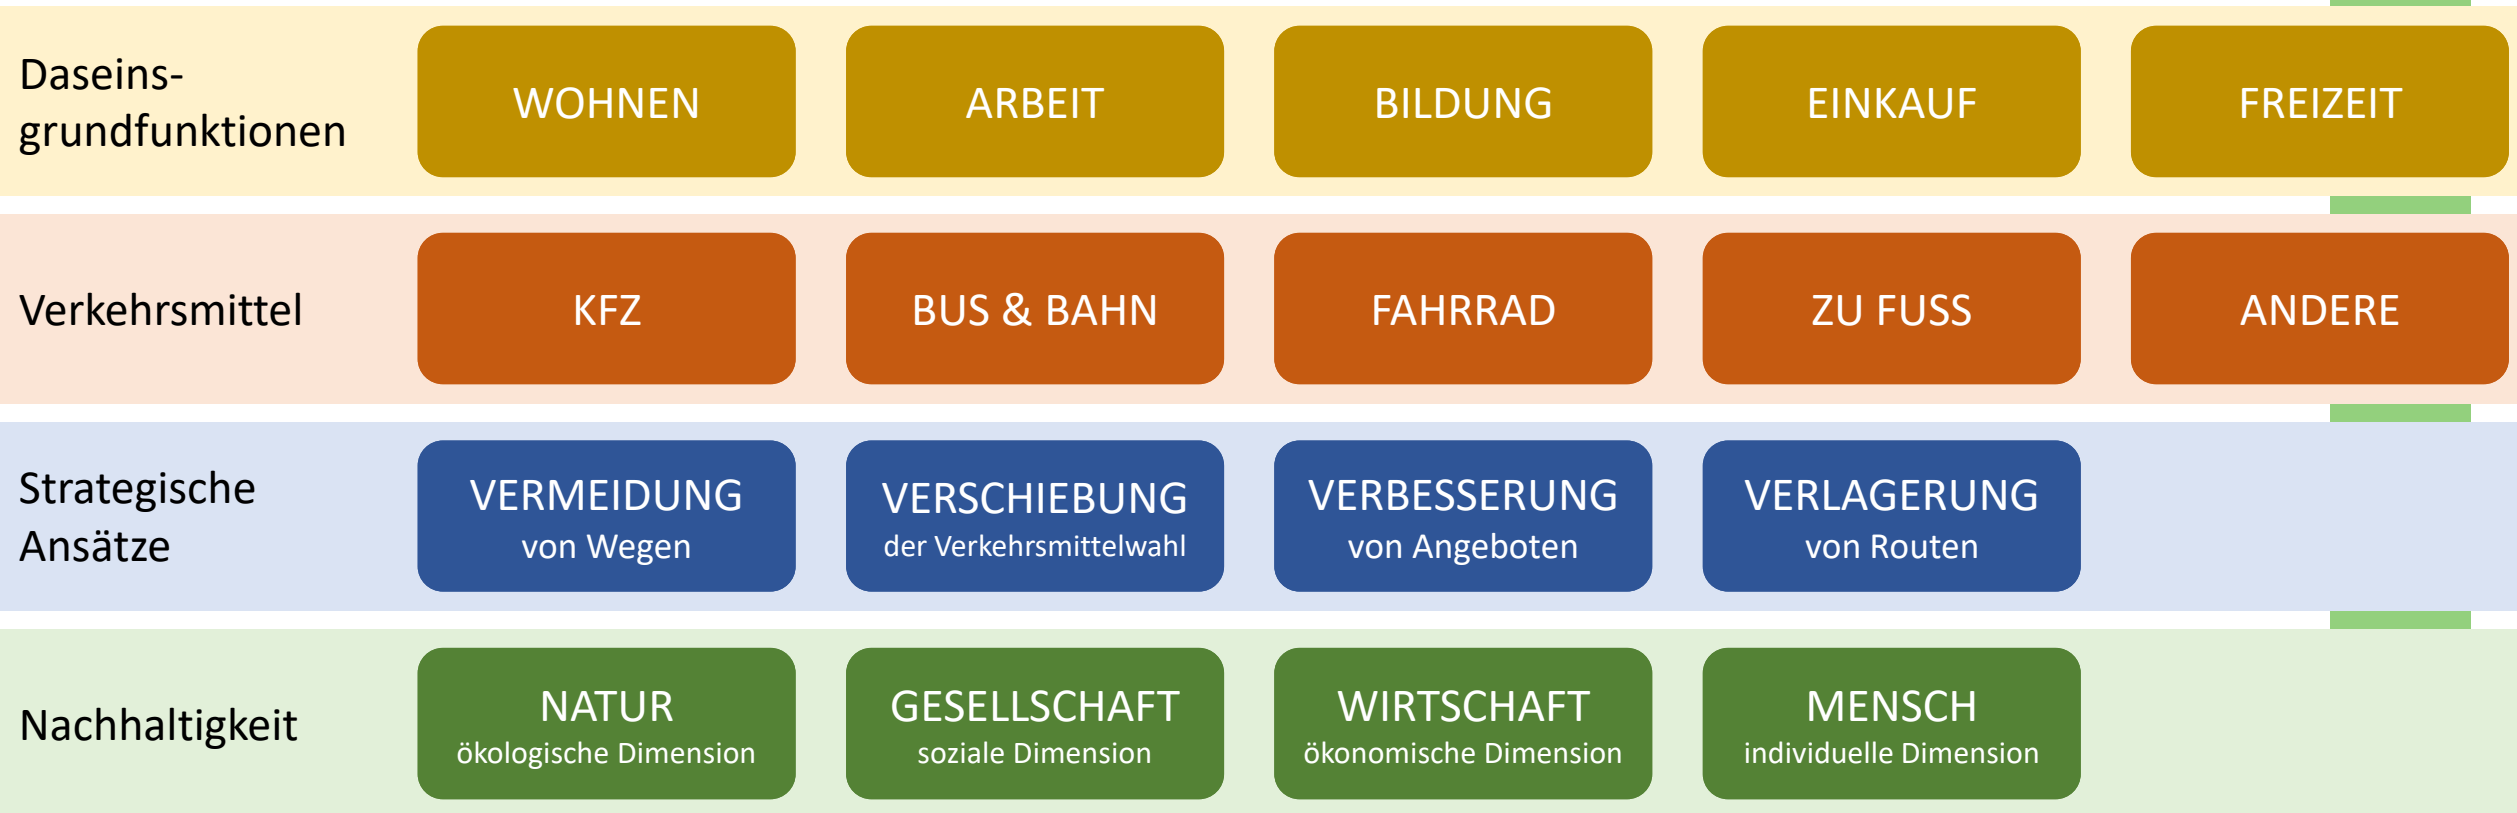 Daseins-
grundfunktionen
WOHNEN
ARBEIT
BILDUNG
EINKAUF
FREIZEIT
Verkehrsmittel
KFZ
BUS & BAHN
FAHRRAD
ZU FUSS
ANDERE
Strategische
Ansätze
VERMEIDUNG
von Wegen
VERSCHIEBUNG
der Verkehrsmittelwahl
VERBESSERUNG
von Angeboten
VERLAGERUNG
von Routen
Nachhaltigkeit
NATUR
ökologische Dimension
GESELLSCHAFT
soziale Dimension
WIRTSCHAFT
ökonomische Dimension
MENSCH
individuelle Dimension